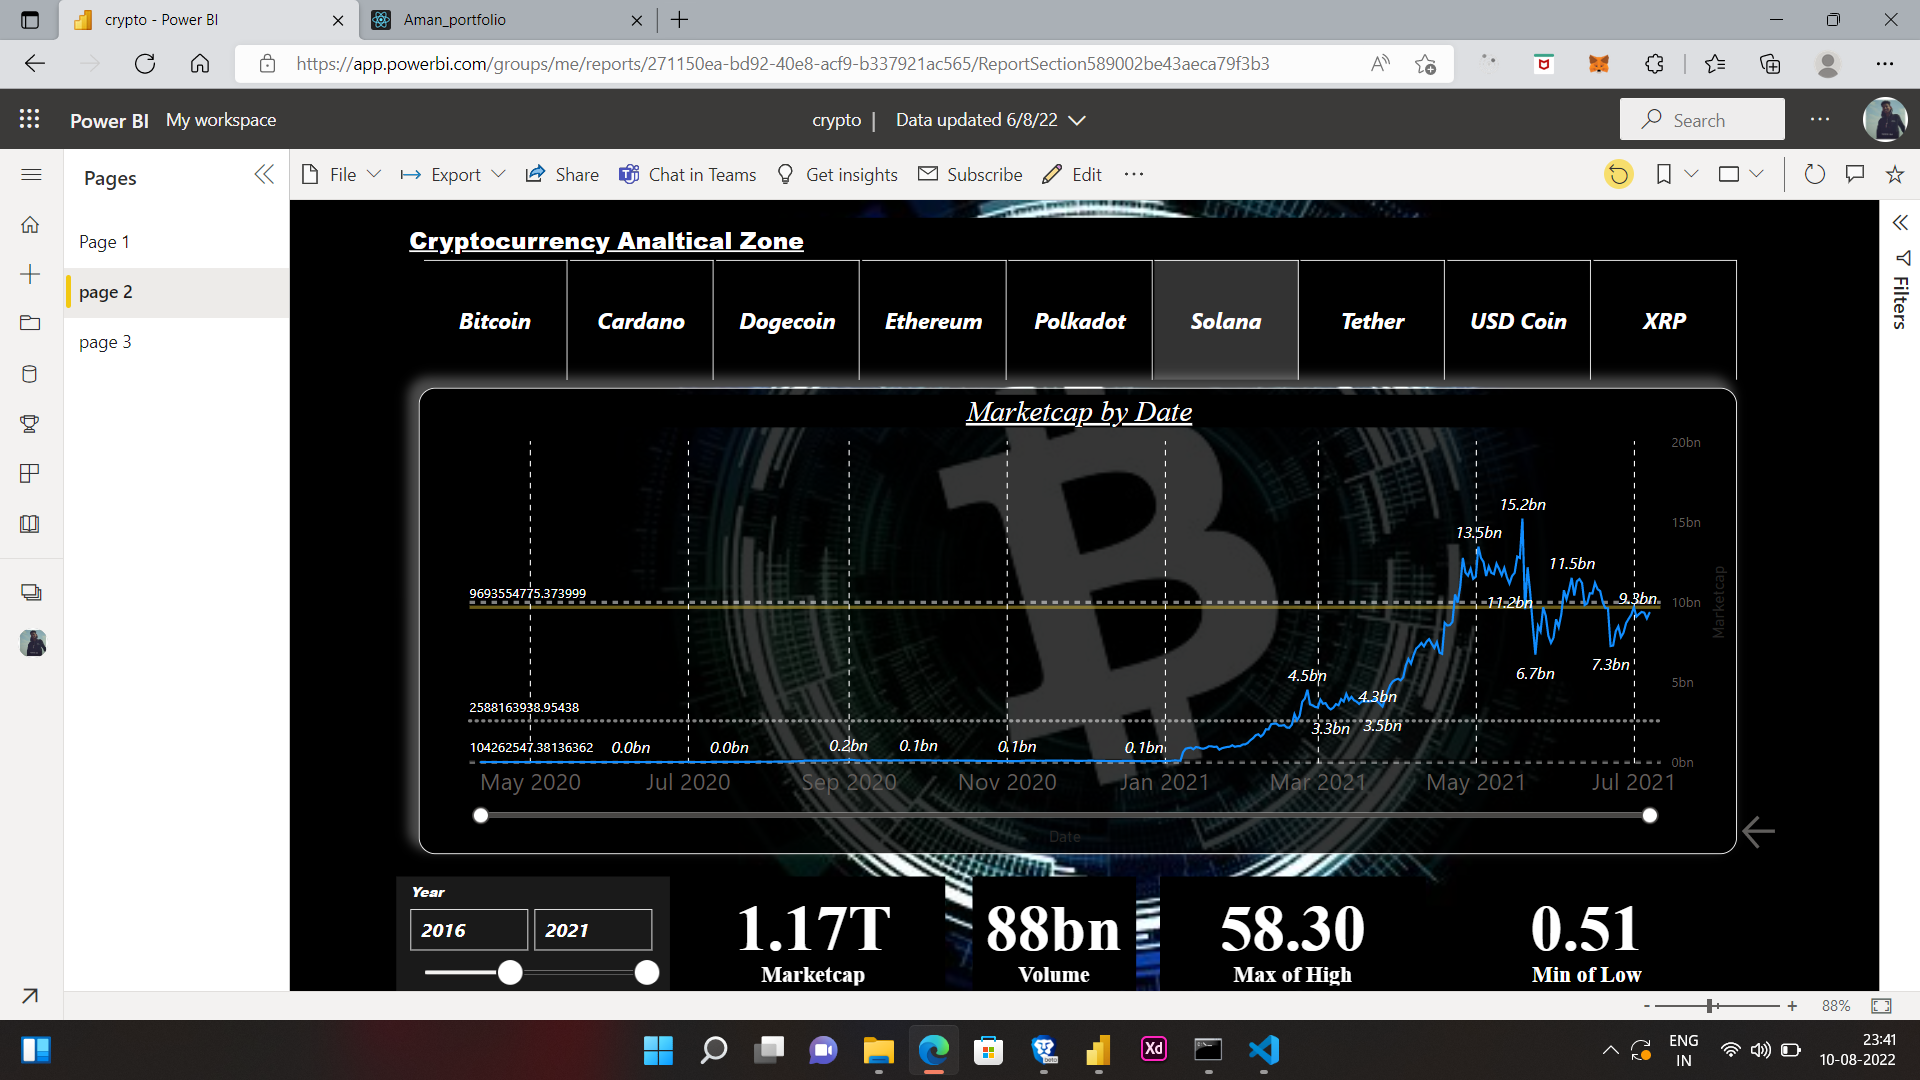 crypto - Power BI
Aman_portfolio
https://app.powerbi.com/groups/me/reports/271150ea-bd92-40e8-acf9-b337921ac565/ReportSection589002be43aeca79f3b3
Power BI My workspace
crypto | Data updated 6/8/22
Search
Pages
File Export Share Chat in Teams Get insights Subscribe Edit
Page 1
page 2
page 3
Filters
Cryptocurrency Analtical Zone
Bitcoin Cardano Dogecoin Ethereum Polkadot Solana Tether USD Coin XRP
Marketcap by Date
20bn
15.2bn
15bn
13.5bn
11.5bn
9693554775.373999
11.2bn
9.3bn
10bn
Marketcap
7.3bn
6.7bn
4.5bn
5bn
4.3bn
2588163938.95438
3.3bn
3.5bn
104262547.38136362
0.0bn
0.0bn
0.2bn
0.1bn
0.1bn
0.1bn
0bn
May 2020 Jul 2020 Sep 2020 Nov 2020 Jan 2021 Mar 2021 May 2021 Jul 2021
Date
Year
2016 2021
1.17T
Marketcap
88bn
Volume
58.30
Max of High
0.51
Min of Low
- + 88%
Xd
beta
ENG
IN
23:41
10-08-2022